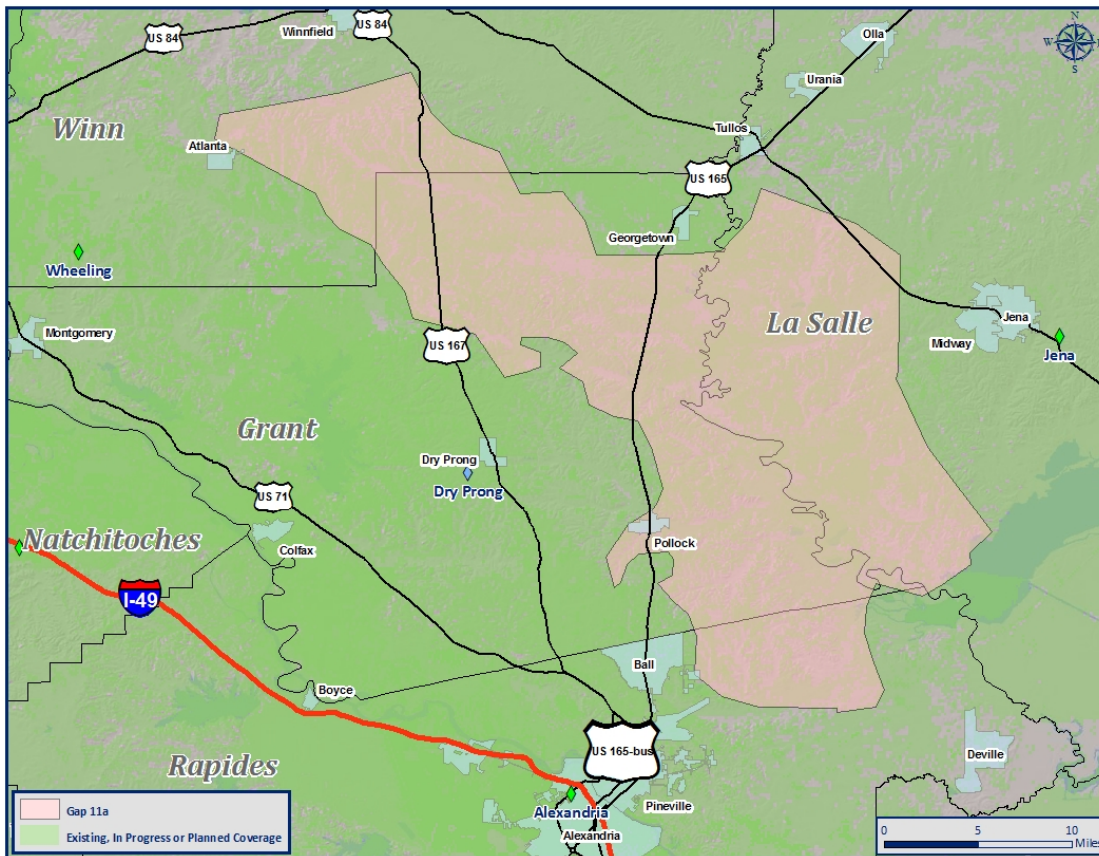 US 84
Winnfield
US 84
Olla
N
W
E
S
Urania
Winn
Tullos
Atlanta
US 165
Georgetown
Wheeling
La Salle
Montgomery
Jena
Midway
Jena
US 167
Grant
Dry Prong
Dry Prong
US 71
Natchitoches
Pollock
Colfax
I-49
Ball
Boyce
US 165-bus
Rapides
Deville
Pineville
Alexandria
Alexandria
Gap 11a
Existing, In Progress or Planned Coverage
0 5 10
Miles